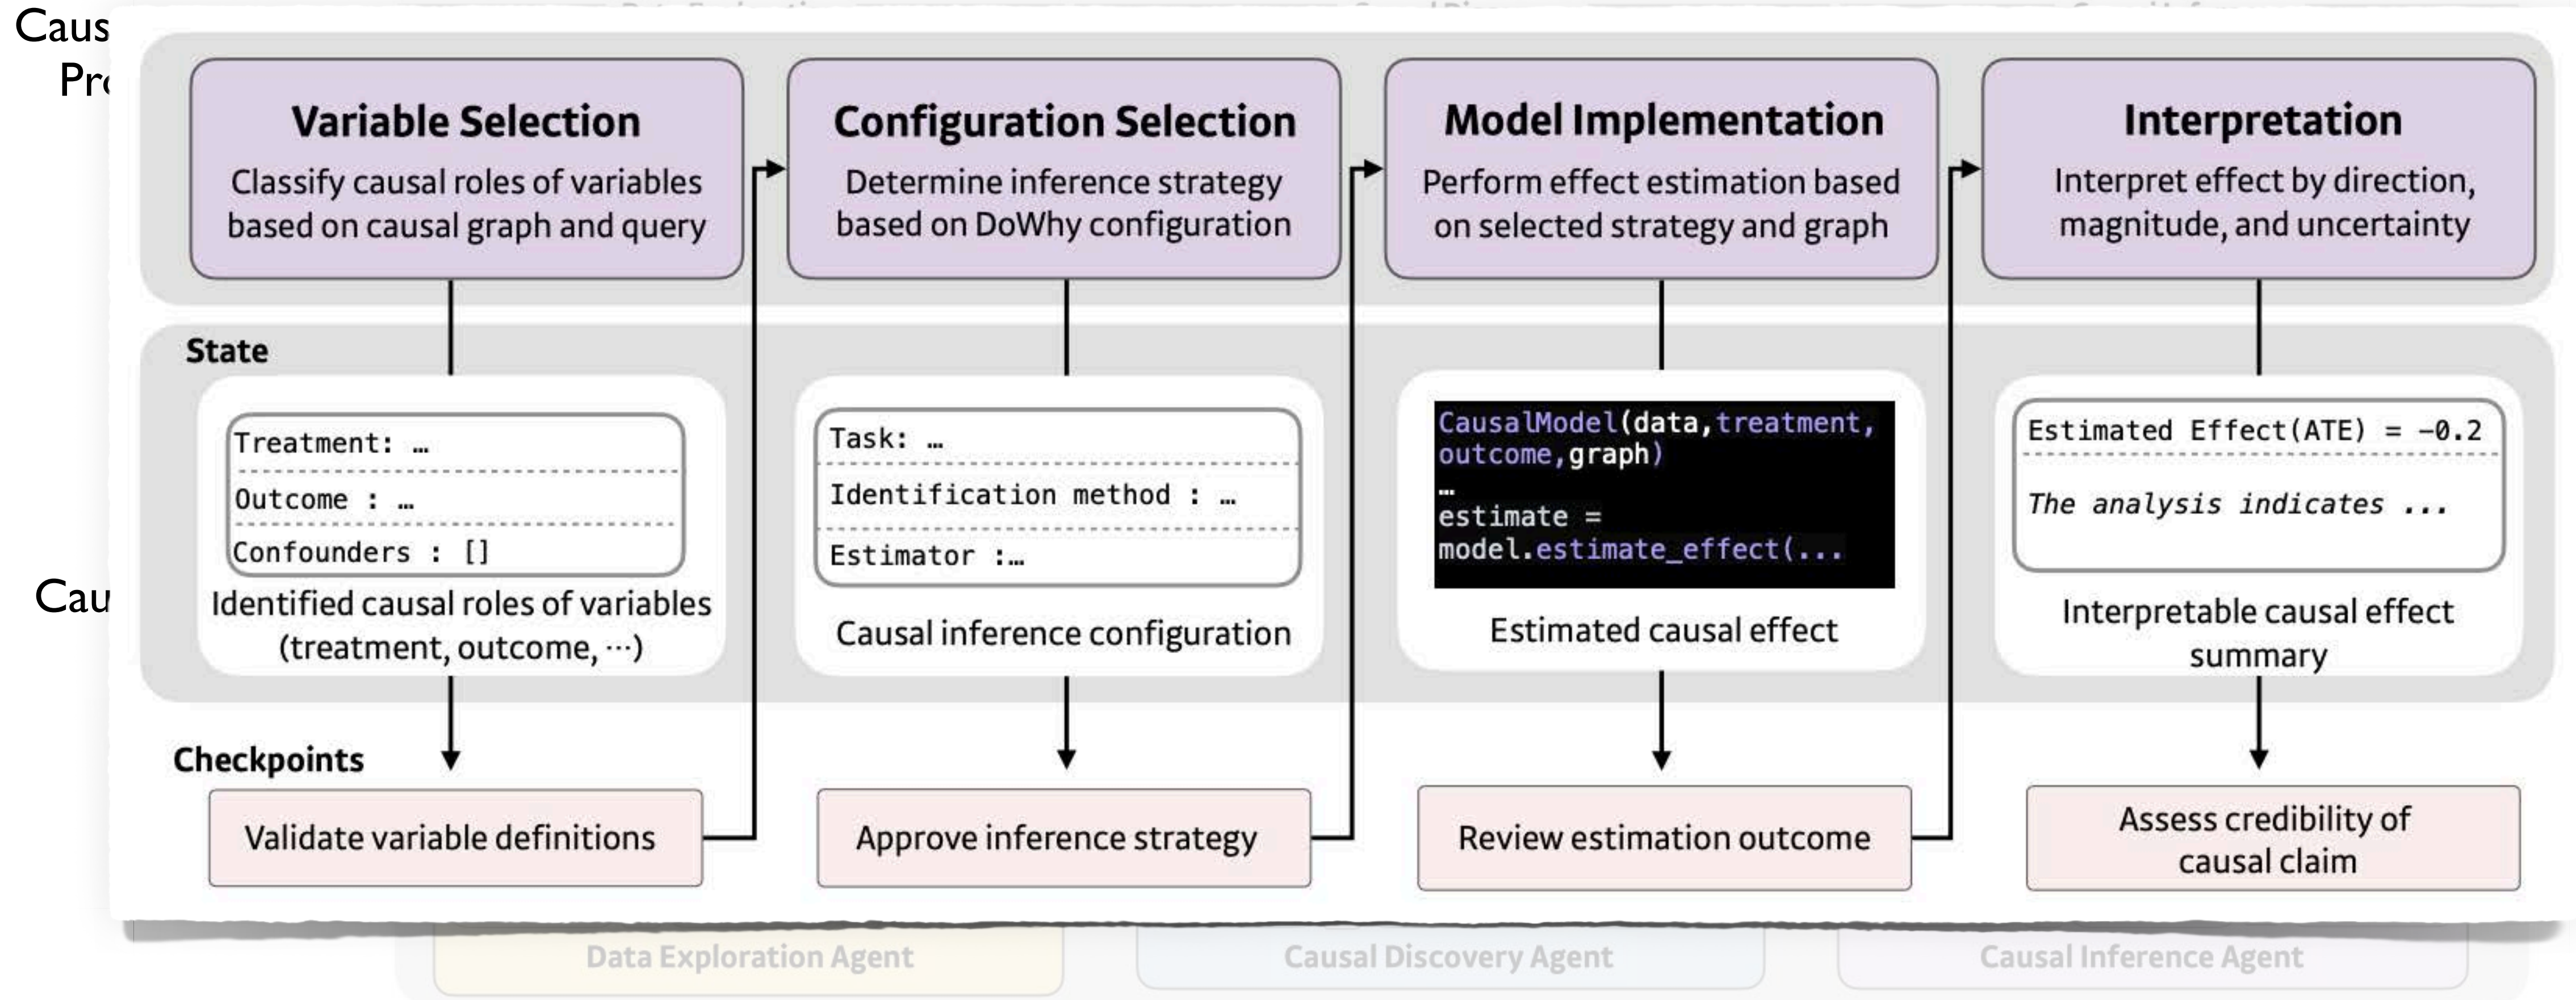 Caus
Pro
Variable Selection
Classify causal roles of variables
based on causal graph and query
Configuration Selection
Determine inference strategy
based on DoWhy configuration
Model Implementation
Perform effect estimation based
on selected strategy and graph
Interpretation
Interpret effect by direction,
magnitude, and uncertainty
State
Treatment: …
Outcome : …
Confounders : []
Identified causal roles of variables
(treatment, outcome, ⋯)
Task: …
Identification method : …
Estimator :…
Causal inference configuration
CausalModel(data,treatment,
outcome,graph)
…
estimate =
model.estimate_effect(...
Estimated causal effect
Estimated Effect(ATE) = -0.2
The analysis indicates ...
Interpretable causal effect
summary
Cau
Checkpoints
Validate variable definitions
Approve inference strategy
Review estimation outcome
Assess credibility of
causal claim
Data Exploration Agent
Causal Discovery Agent
Causal Inference Agent